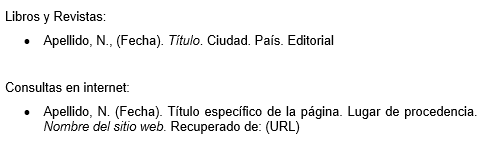 Libros y Revistas:
• Apellido, N., (Fecha). Título. Ciudad. País. Editorial
Consultas en internet:
• Apellido, N. (Fecha). Título específico de la página. Lugar de procedencia.
Nombre del sitio web. Recuperado de: (URL)